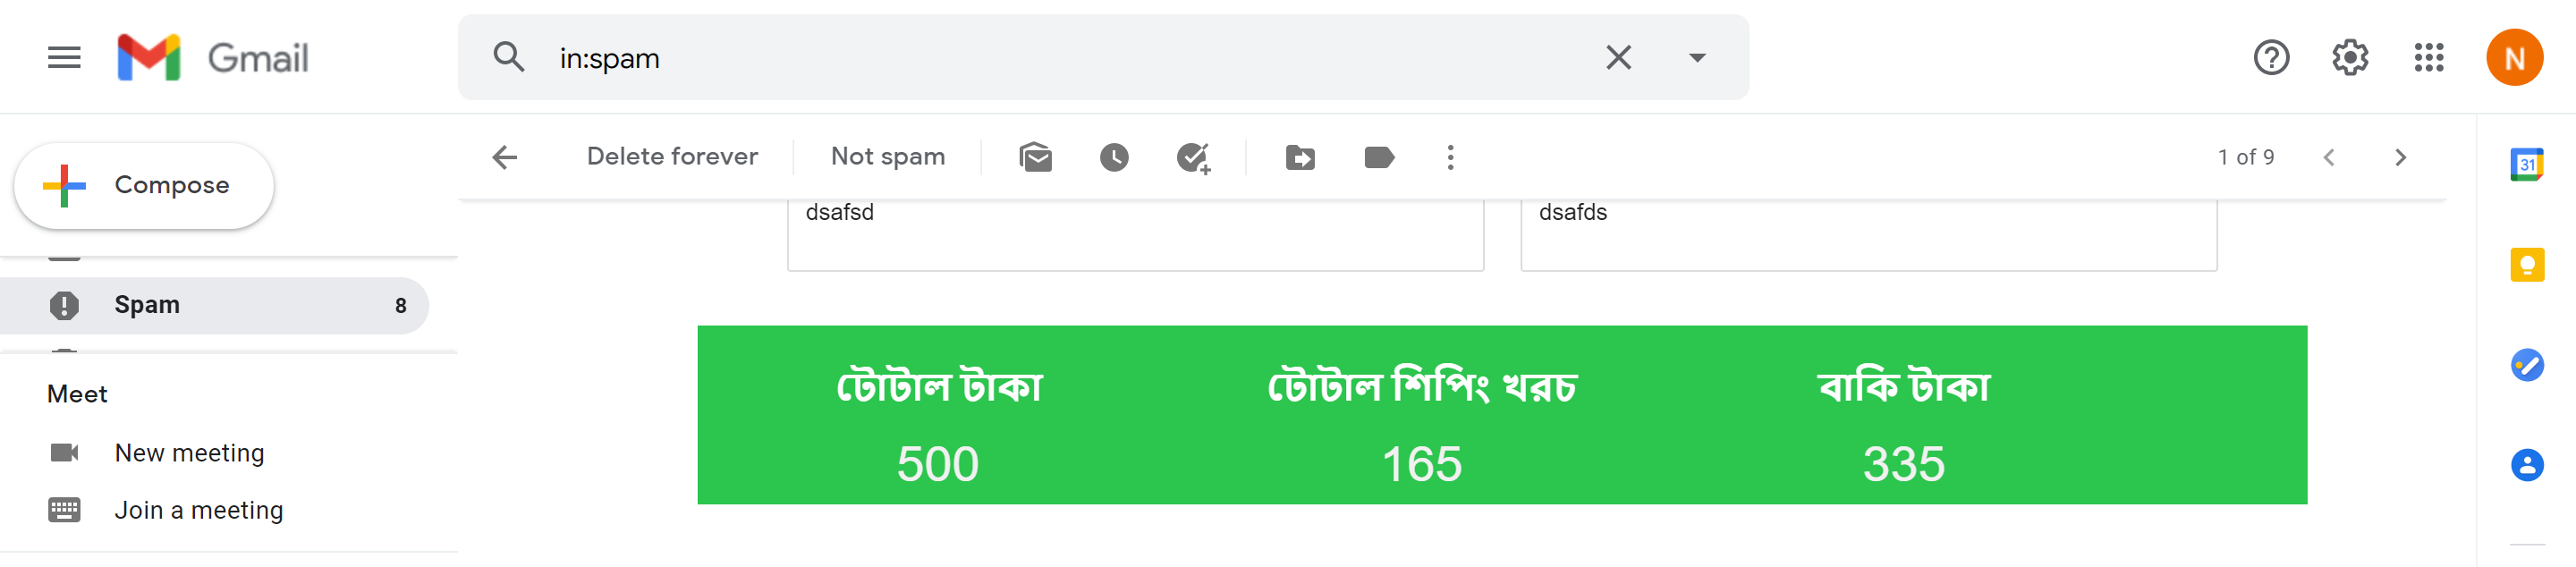 Gmail
in:spam
N
Compose
Delete forever
Not spam
1 of 9
31
dsafsd
dsafds
Spam
8
Meet
New meeting
Join a meeting
টোটাল টাকা
টোটাল শিপিং খরচ
বাকি টাকা
500
165
335